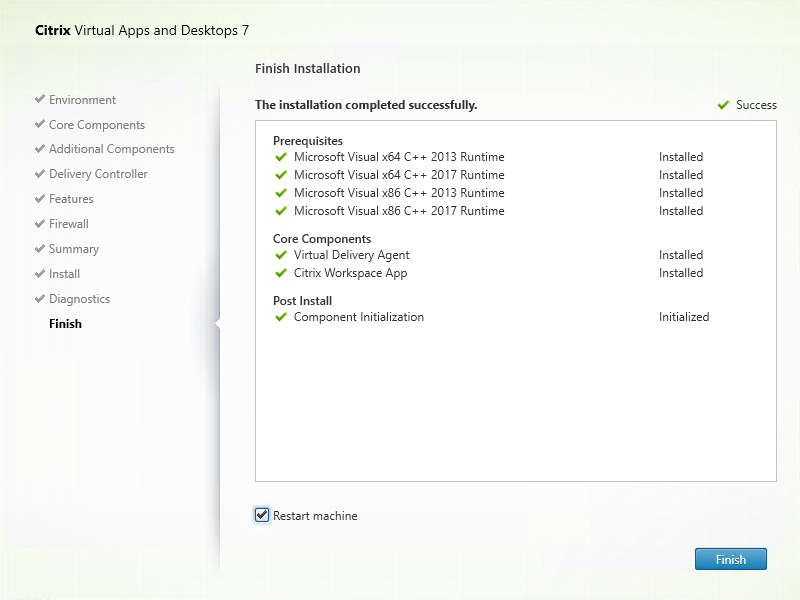 Citrix Virtual Apps and Desktops 7
Finish Installation
Environment
Core Components
Additional Components
Delivery Controller
Features
Firewall
Summary
Install
Diagnostics
Finish
The installation completed successfully. Success
Prerequisites
Microsoft Visual x64 C++ 2013 Runtime Installed
Microsoft Visual x64 C++ 2017 Runtime Installed
Microsoft Visual x86 C++ 2013 Runtime Installed
Microsoft Visual x86 C++ 2017 Runtime Installed
Core Components
Virtual Delivery Agent Installed
Citrix Workspace App Installed
Post Install
Component Initialization Initialized
Restart machine
Finish